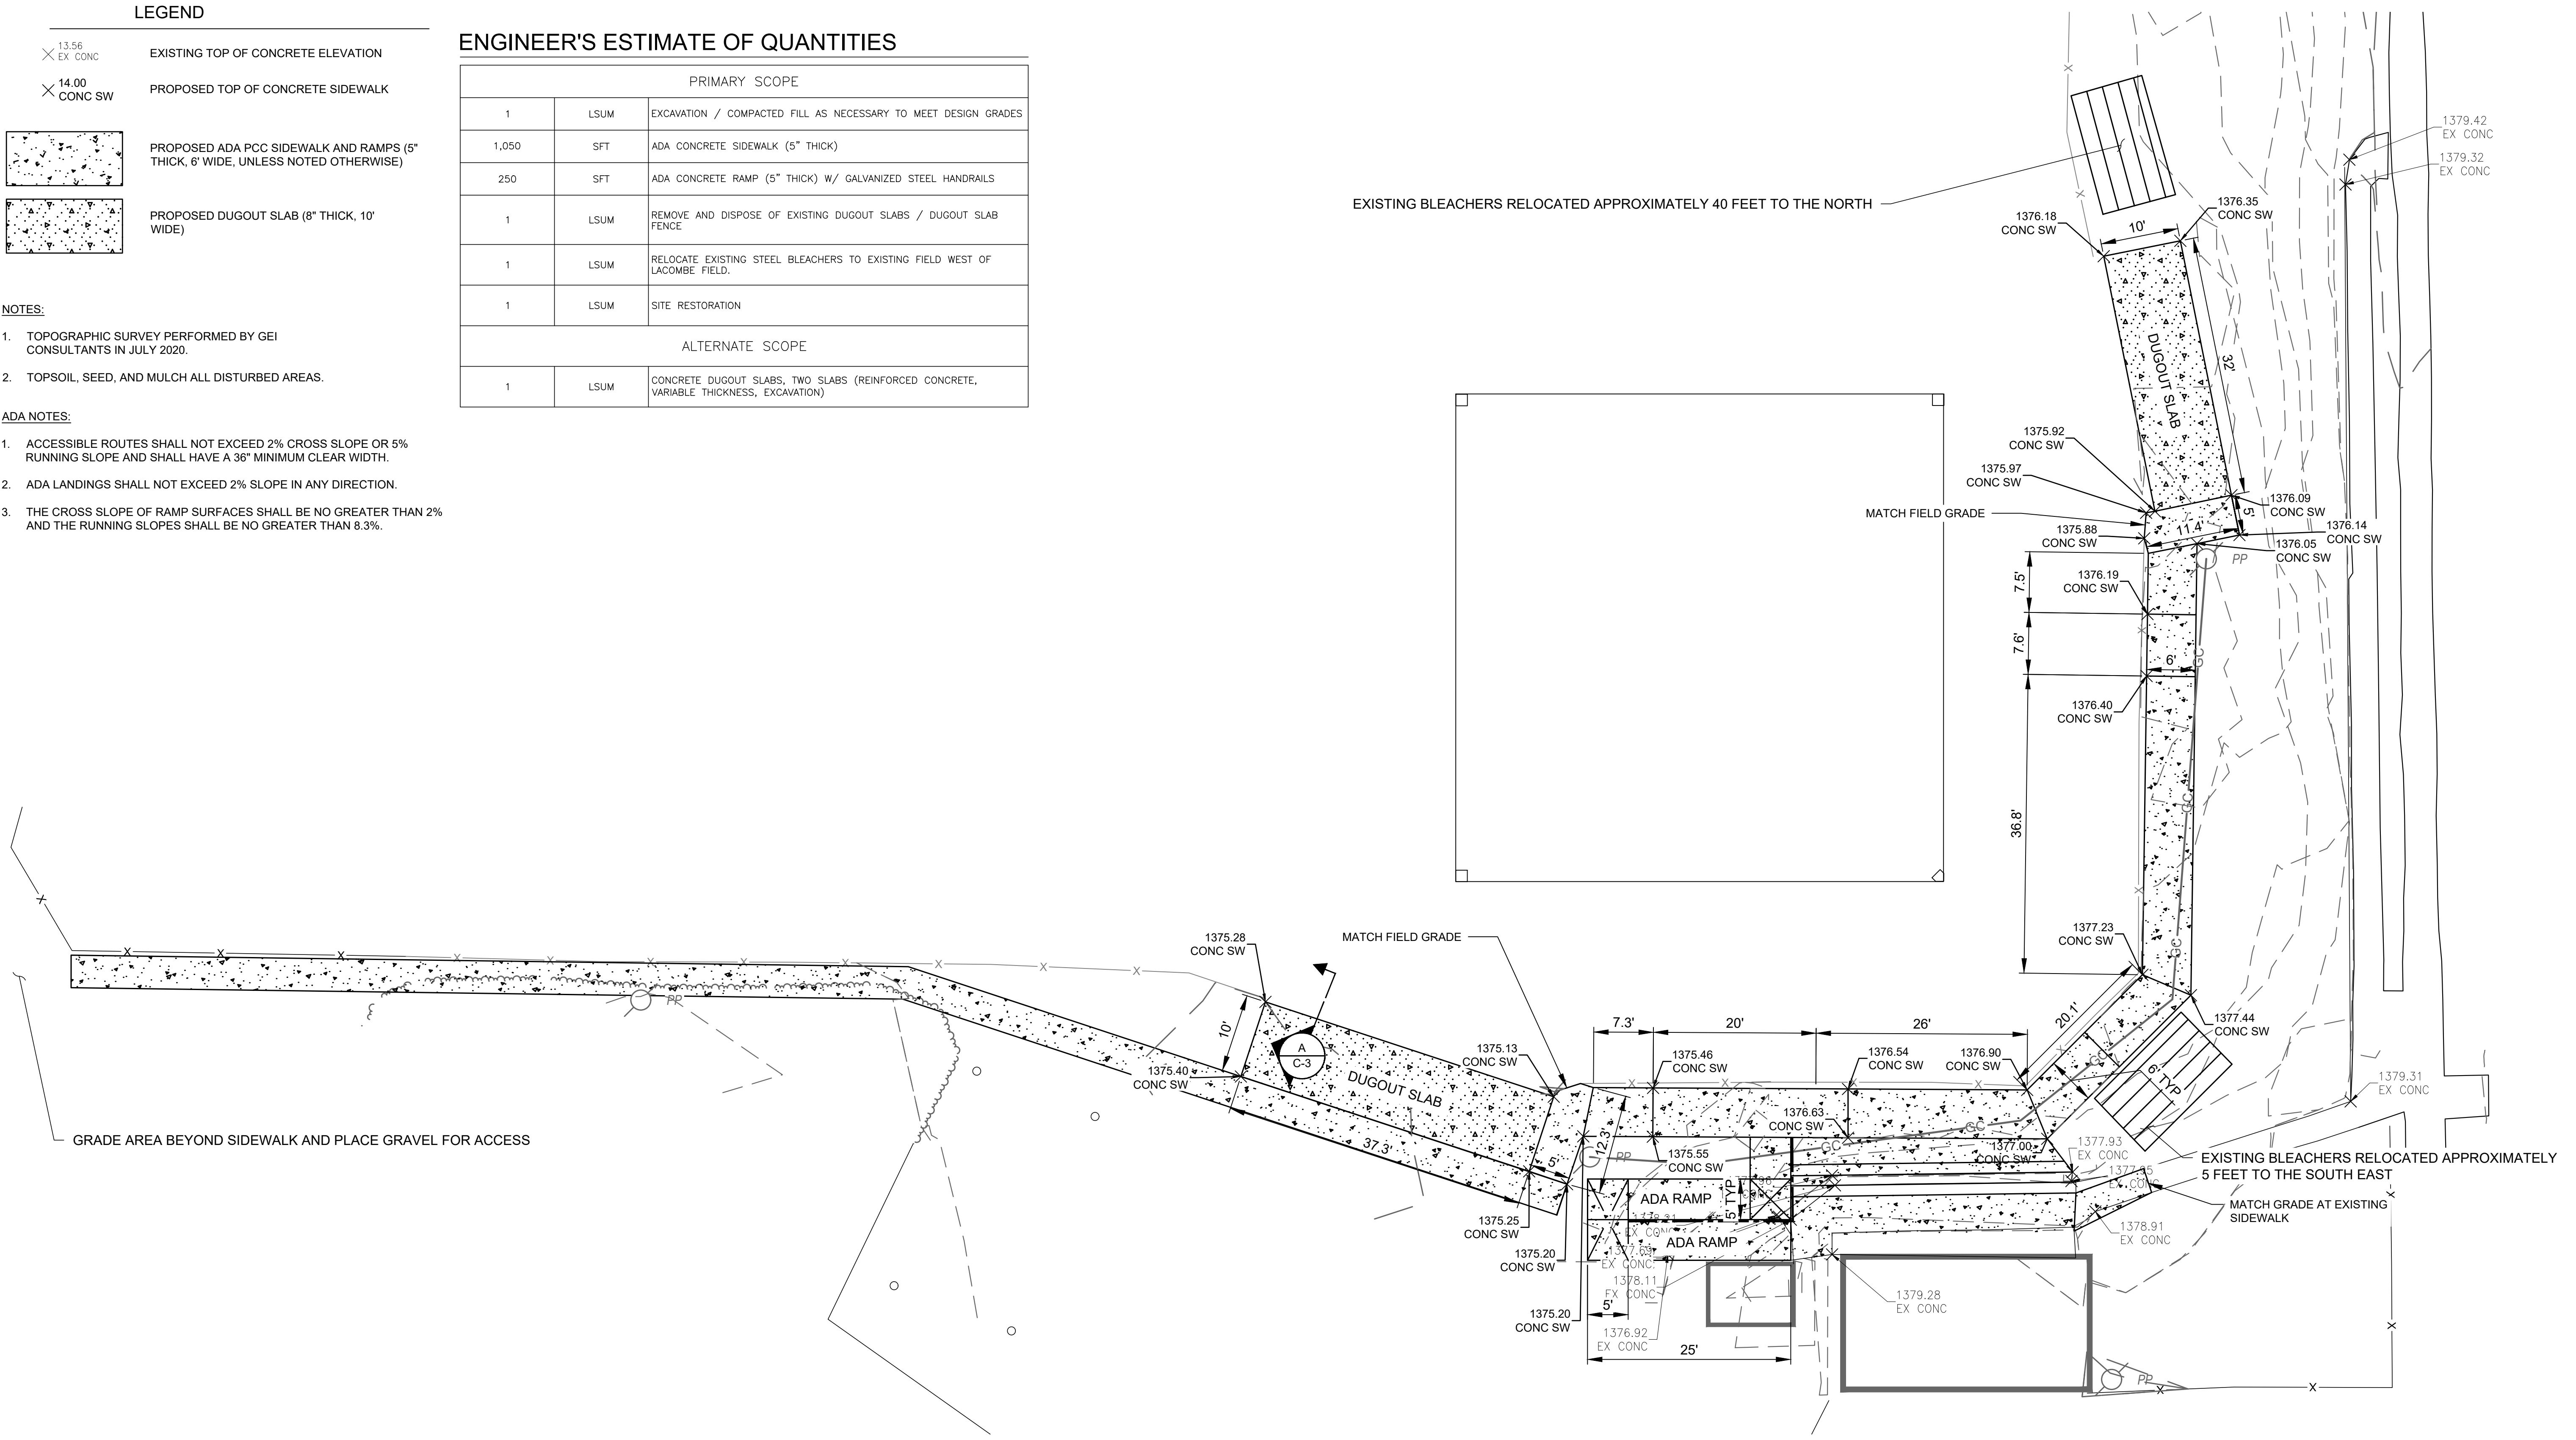 LEGEND
13.56
EX CONC
EXISTING TOP OF CONCRETE ELEVATION
14.00
CONC SW
PROPOSED TOP OF CONCRETE SIDEWALK
PROPOSED ADA PCC SIDEWALK AND RAMPS (5"
THICK, 6' WIDE, UNLESS NOTED OTHERWISE)
PROPOSED DUGOUT SLAB (8" THICK, 10'
WIDE)
NOTES:
1. TOPOGRAPHIC SURVEY PERFORMED BY GEI
CONSULTANTS IN JULY 2020.
2. TOPSOIL, SEED, AND MULCH ALL DISTURBED AREAS.
ADA NOTES:
1. ACCESSIBLE ROUTES SHALL NOT EXCEED 2% CROSS SLOPE OR 5%
RUNNING SLOPE AND SHALL HAVE A 36" MINIMUM CLEAR WIDTH.
2. ADA LANDINGS SHALL NOT EXCEED 2% SLOPE IN ANY DIRECTION.
3. THE CROSS SLOPE OF RAMP SURFACES SHALL BE NO GREATER THAN 2%
AND THE RUNNING SLOPES SHALL BE NO GREATER THAN 8.3%.
ENGINEER'S ESTIMATE OF QUANTITIES
PRIMARY SCOPE
1 LSUM EXCAVATION / COMPACTED FILL AS NECESSARY TO MEET DESIGN GRADES
1,050 SFT ADA CONCRETE SIDEWALK (5" THICK)
250 SFT ADA CONCRETE RAMP (5" THICK) W/ GALVANIZED STEEL HANDRAILS
1 LSUM REMOVE AND DISPOSE OF EXISTING DUGOUT SLABS / DUGOUT SLAB
FENCE
1 LSUM RELOCATE EXISTING STEEL BLEACHERS TO EXISTING FIELD WEST OF
LACOMBE FIELD.
1 LSUM SITE RESTORATION
ALTERNATE SCOPE
1 LSUM CONCRETE DUGOUT SLABS, TWO SLABS (REINFORCED CONCRETE,
VARIABLE THICKNESS, EXCAVATION)
1379.42
EX CONC
1379.32
EX CONC
EXISTING BLEACHERS RELOCATED APPROXIMATELY 40 FEET TO THE NORTH
1376.35
CONC SW
1376.18
CONC SW
10'
32'
DUGOUT SLAB
1375.92
CONC SW
1375.97
CONC SW
MATCH FIELD GRADE
1376.09
CONC SW
5'
11.4'
1375.88
CONC SW
1376.14
CONC SW
1376.05
CONC SW
PP
7.5'
1376.19
CONC SW
7.6'
6'
GC
1376.40
CONC SW
36.8'
GC
1377.23
CONC SW
GC
20.1'
1377.44
CONC SW
GC
6' TYP
1379.31
EX CONC
EXISTING BLEACHERS RELOCATED APPROXIMATELY
5 FEET TO THE SOUTH EAST
MATCH GRADE AT EXISTING
SIDEWALK
1378.91
EX CONC
1375.28
CONC SW
MATCH FIELD GRADE
10'
A
C-3
DUGOUT SLAB
37.3'
1375.40
CONC SW
PP
GRADE AREA BEYOND SIDEWALK AND PLACE GRAVEL FOR ACCESS
1375.13
CONC SW
7.3'
20'
26'
1375.46
CONC SW
1376.54
CONC SW
1376.90
CONC SW
1376.63
CONC SW
GC
GC
1377.00
CONC SW
1377.93
EX CONC
EX CONC
12.3'
5'
PP
1375.55
CONC SW
ADA RAMP
5' TYP
ADA RAMP
1375.25
CONC SW
1375.20
CONC SW
1375.20
CONC SW
EX CONC
1378.11
EX CONC
5'
1376.92
EX CONC
25'
1379.28
EX CONC
PP